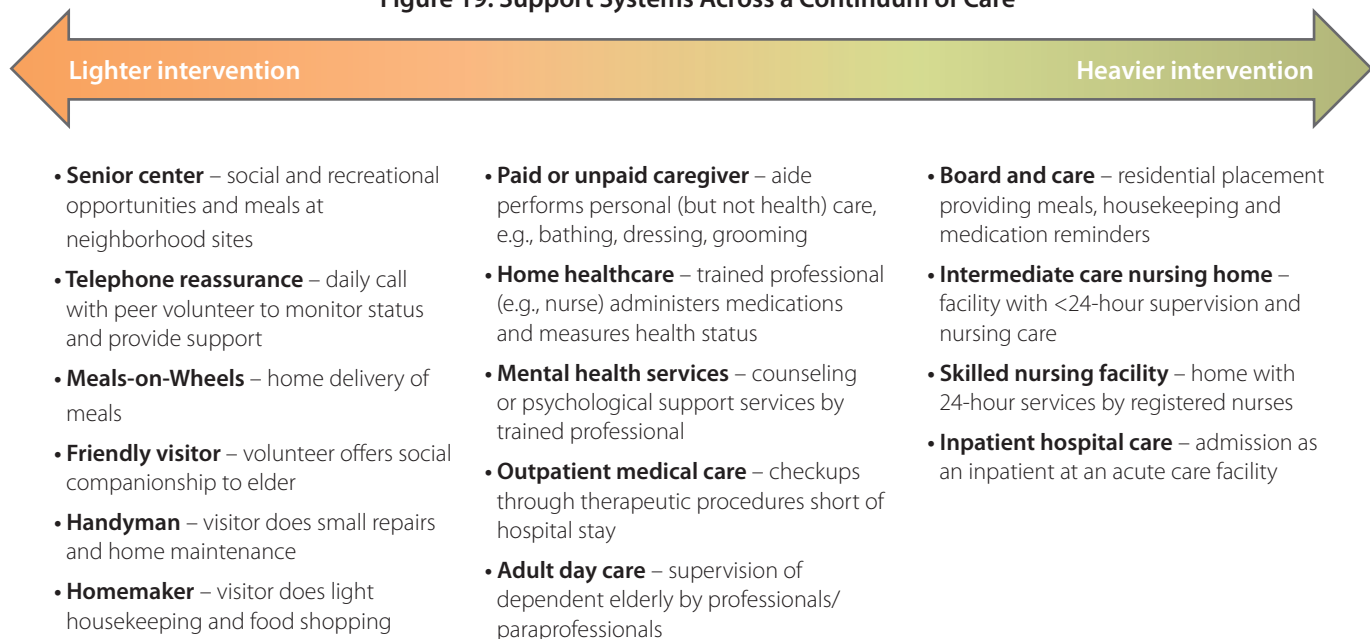 Figure 19. Support Systems Across a Continuum of Care
Lighter intervention
Heavier intervention
• Senior center – social and recreational
opportunities and meals at
neighborhood sites
• Telephone reassurance – daily call
with peer volunteer to monitor status
and provide support
• Meals-on-Wheels – home delivery of
meals
• Friendly visitor – volunteer offers social
companionship to elder
• Handyman – visitor does small repairs
and home maintenance
• Homemaker – visitor does light
housekeeping and food shopping
• Paid or unpaid caregiver – aide
performs personal (but not health) care,
e.g., bathing, dressing, grooming
• Home healthcare – trained professional
(e.g., nurse) administers medications
and measures health status
• Mental health services – counseling
or psychological support services by
trained professional
• Outpatient medical care – checkups
through therapeutic procedures short of
hospital stay
• Adult day care – supervision of
dependent elderly by professionals/
paraprofessionals
• Board and care – residential placement
providing meals, housekeeping and
medication reminders
• Intermediate care nursing home –
facility with <24-hour supervision and
nursing care
• Skilled nursing facility – home with
24-hour services by registered nurses
• Inpatient hospital care – admission as
an inpatient at an acute care facility